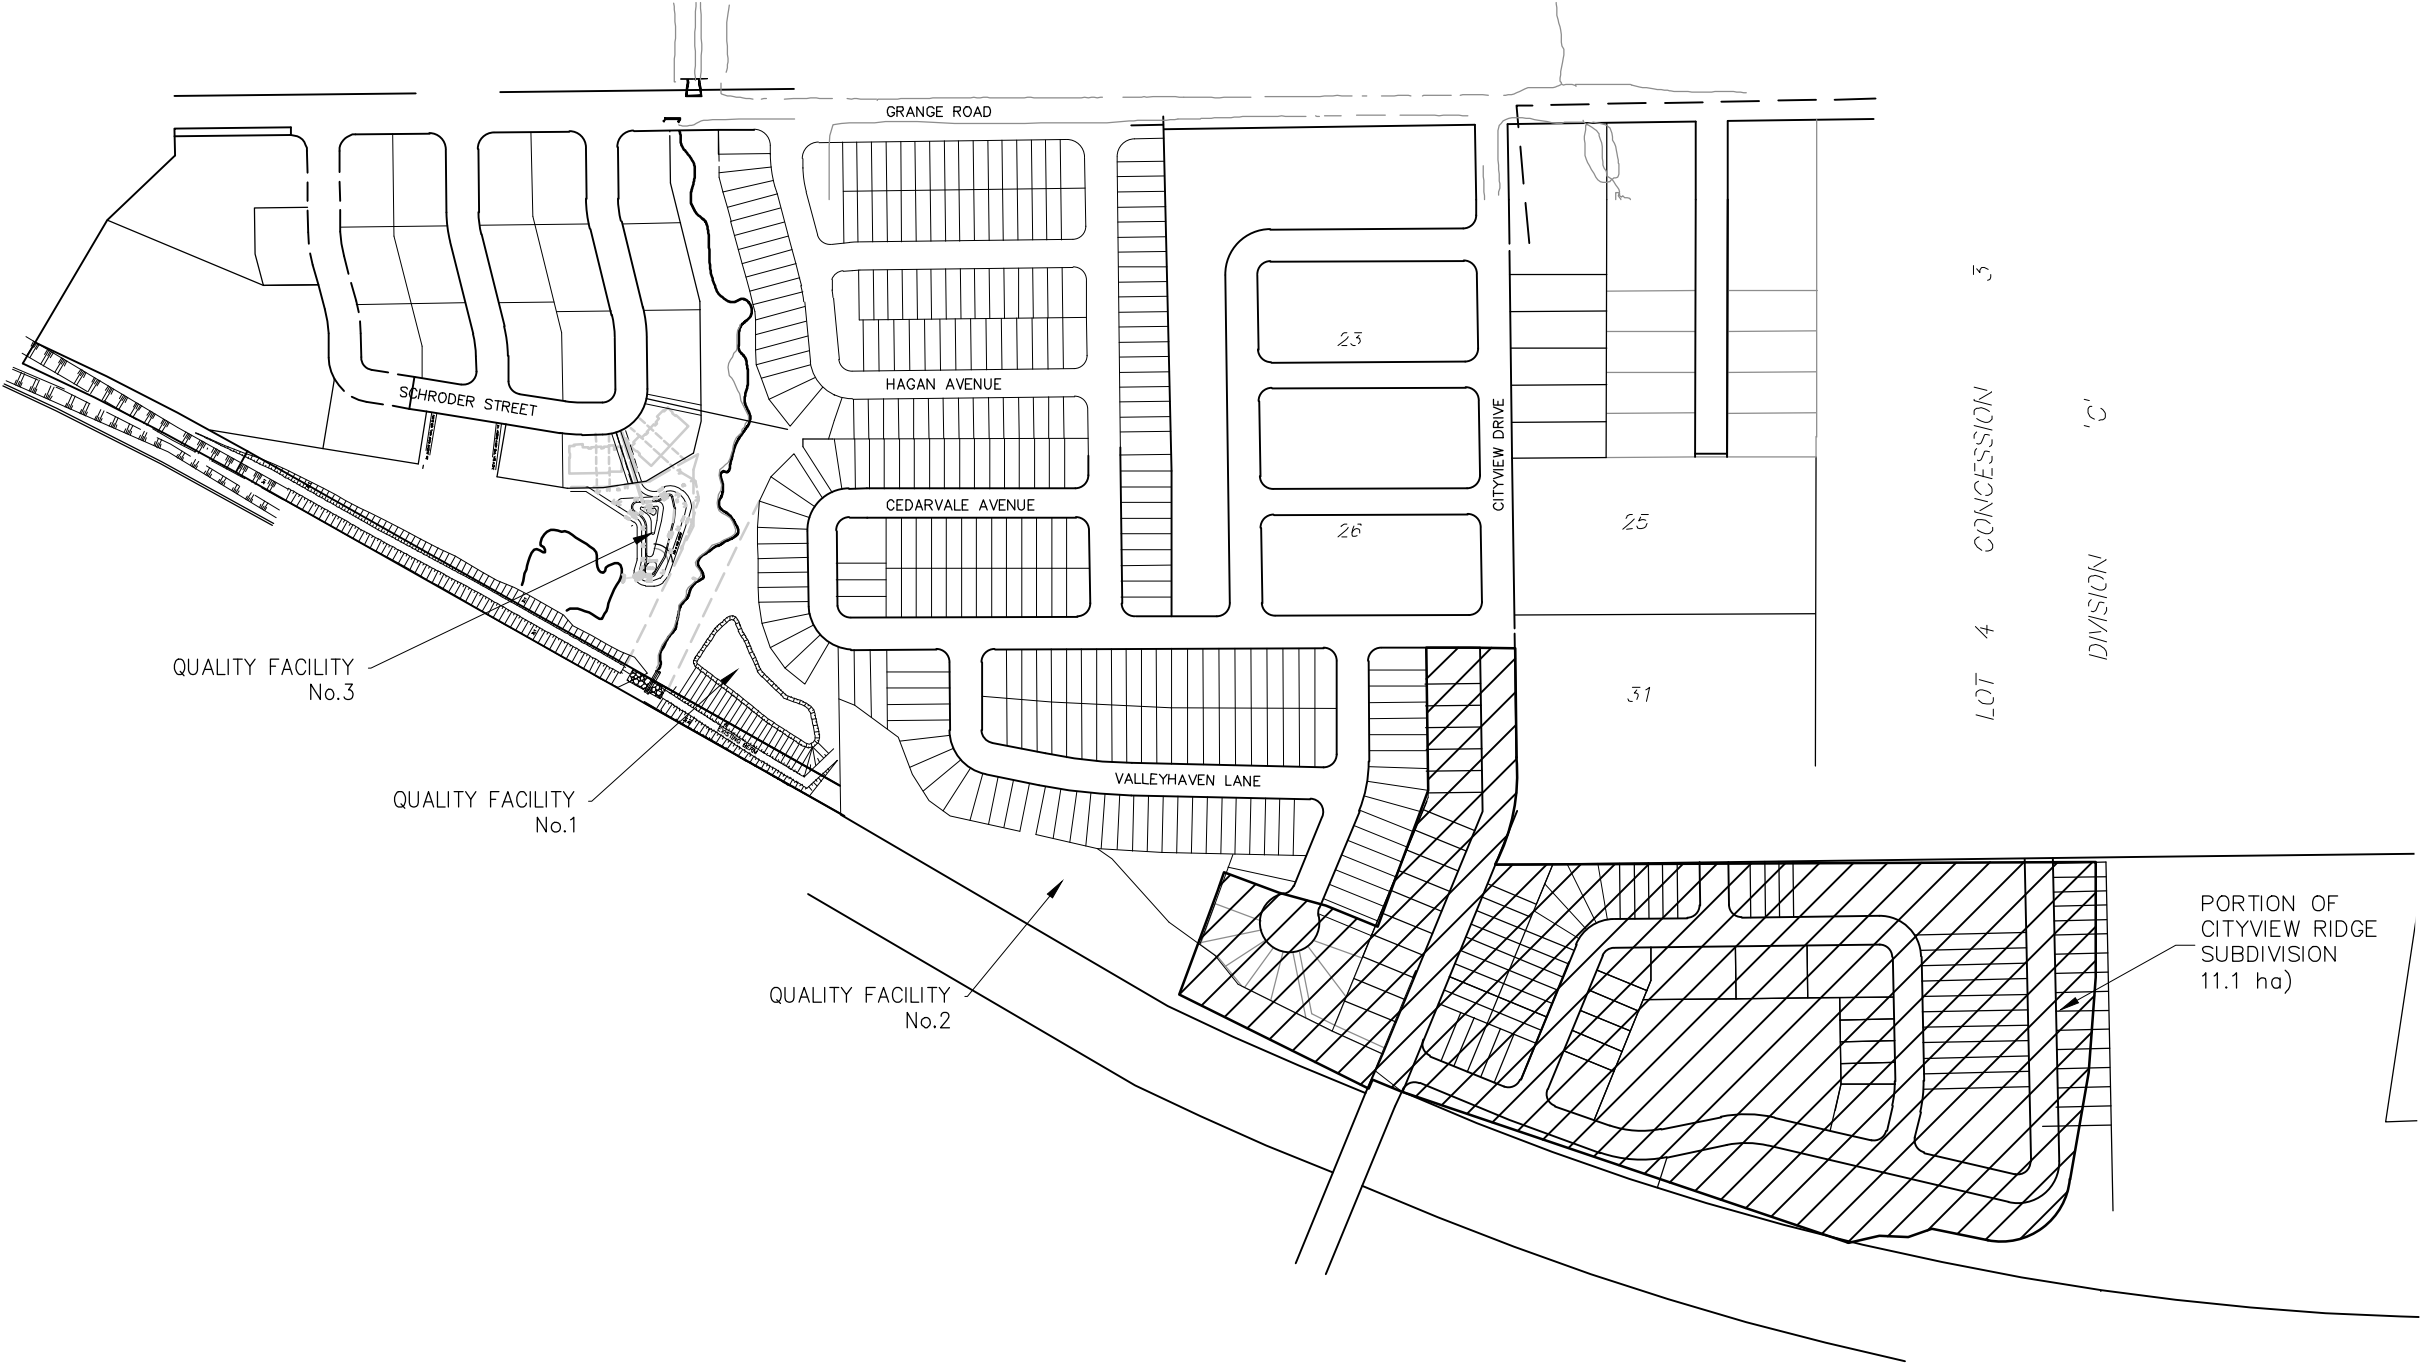 GRANGE ROAD
3
23
HAGAN AVENUE
SCHRODER STREET
CITYVIEW DRIVE
CONCESSION
'C'
CEDARVALE AVENUE
26
25
DIVISION
LOT 4
QUALITY FACILITY
No.3
31
VALLEYHAVEN LANE
QUALITY FACILITY
No.1
PORTION OF
CITYVIEW RIDGE
SUBDIVISION
11.1 ha)
QUALITY FACILITY
No.2